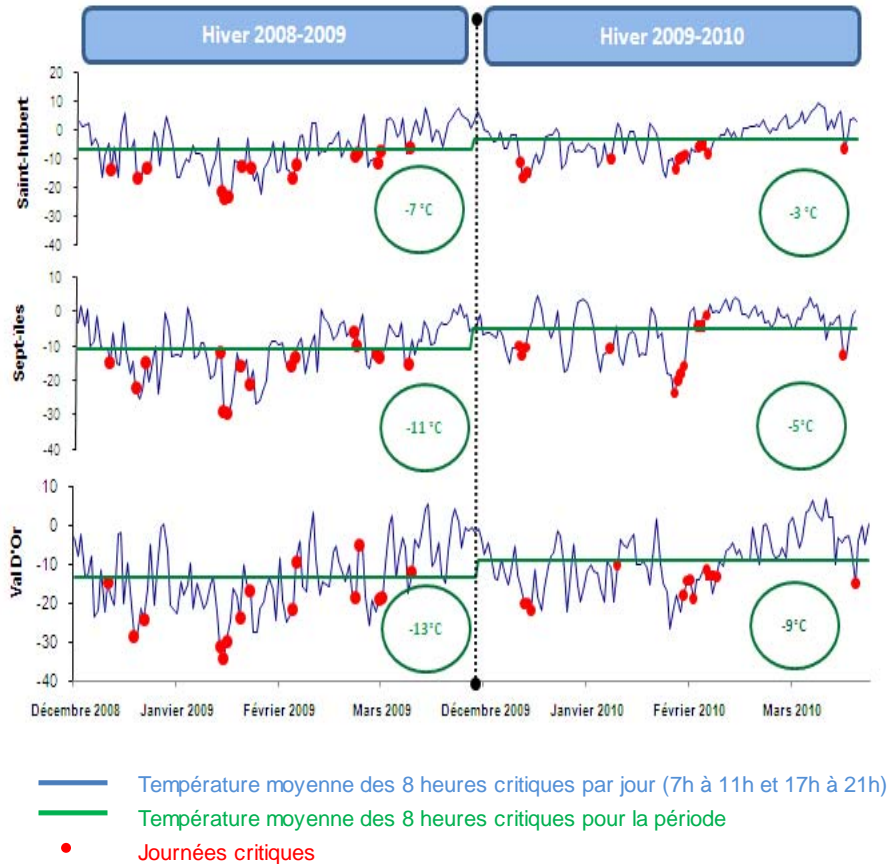 Hiver 2008-2009
Hiver 2009-2010
Saint-hubert
20
10
0
-10
-20
-30
-40
-7 °C
-3 °C
Sept-îles
10
0
-10
-20
-30
-40
-11 °C
-5°C
Val D'Or
10
0
-10
-20
-30
-40
-13°C
-9°C
Décembre 2008 Janvier 2009 Février 2009 Mars 2009 Décembre 2009 Janvier 2010 Février 2010 Mars 2010
Température moyenne des 8 heures critiques par jour (7h à 11h et 17h à 21h)
Température moyenne des 8 heures critiques pour la période
Journées critiques